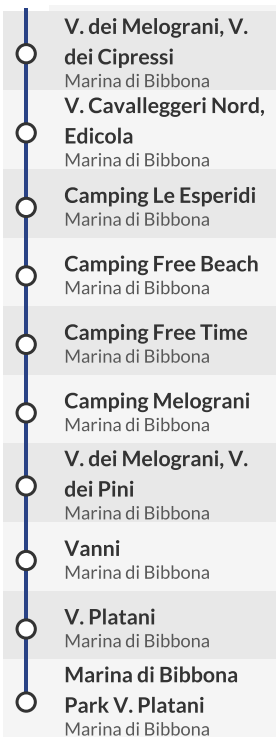 V. dei Melograni, V.
dei Cipressi
Marina di Bibbona
V. Cavalleggeri Nord,
Edicola
Marina di Bibbona
Camping Le Esperidi
Marina di Bibbona
Camping Free Beach
Marina di Bibbona
Camping Free Time
Marina di Bibbona
Camping Melograni
Marina di Bibbona
V. dei Melograni, V.
dei Pini
Marina di Bibbona
Vanni
Marina di Bibbona
V. Platani
Marina di Bibbona
Marina di Bibbona
Park V. Platani
Marina di Bibbona